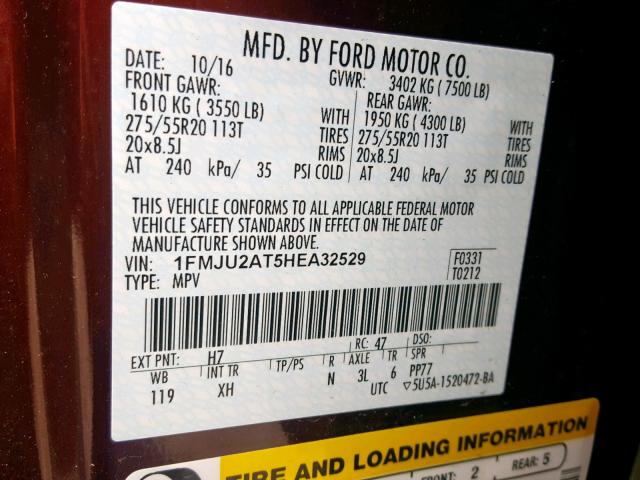 MFD. BY FORD MOTOR CO.
DATE: 10/16 GVWR: 3402 KG ( 7500 LB)
FRONT GAWR: REAR GAWR:
1610 KG ( 3550 LB) WITH 1950 KG ( 4300 LB) WITH
275/55R20 113T TIRES 275/55R20 113T TIRES
20x8.5J RIMS 20x8.5J RIMS
AT 240 kPa/ 35 PSI COLD AT 240 kPa/ 35 PSI COLD
THIS VEHICLE CONFORMS TO ALL APPLICABLE FEDERAL MOTOR
VEHICLE SAFETY STANDARDS IN EFFECT ON THE DATE OF
MANUFACTURE SHOWN ABOVE.
VIN: 1FMJU2AT5HEA32529 F0331
TYPE: MPV T0212
EXT PNT: H7 RC: 47 DSO:
WB INT TR TP/PS R AXLE TR SPR
119 XH N 3L 6 PP77
UTC ▽5U5A-1520472-BA
TIRE AND LOADING INFORMATION
FRONT: 2 REAR: 5